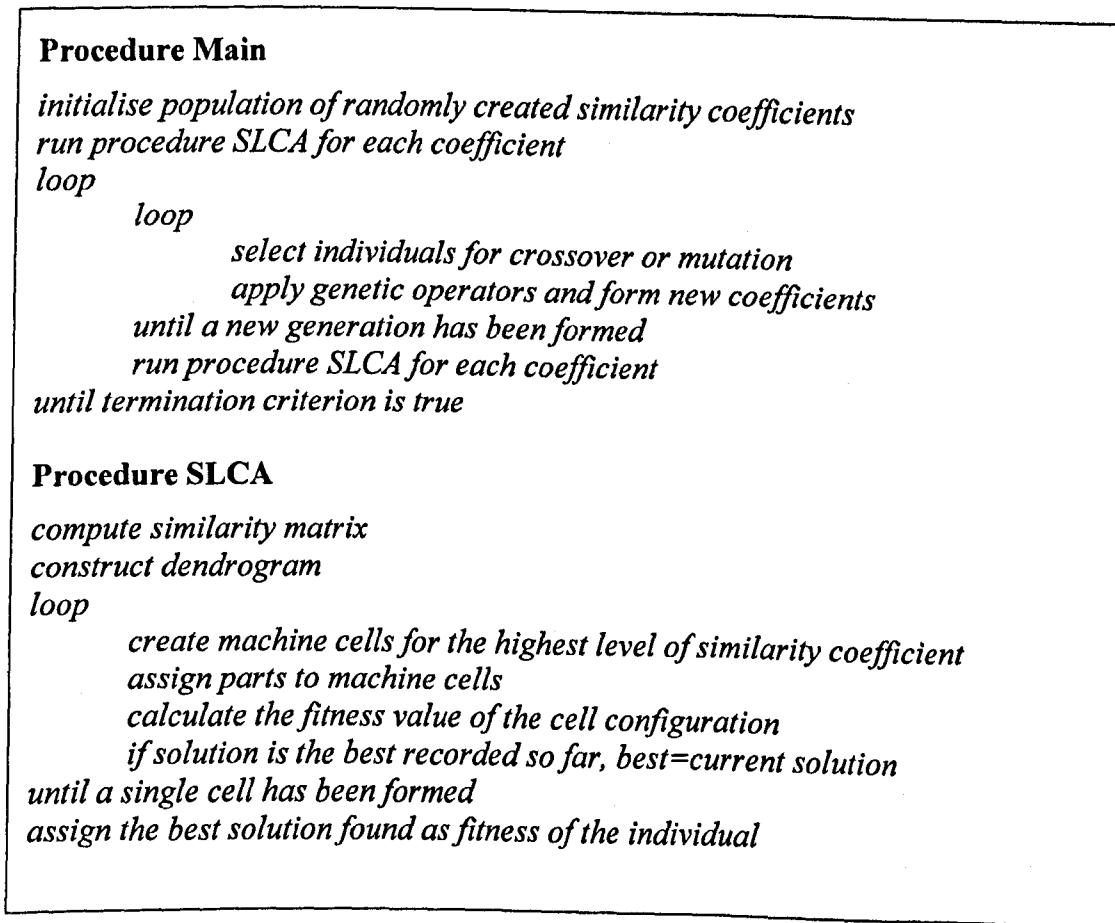 Procedure Main
initialise population of randomly created similarity coefficients
run procedure SLCA for each coefficient
loop
loop
select individuals for crossover or mutation
apply genetic operators and form new coefficients
until a new generation has been formed
run procedure SLCA for each coefficient
until termination criterion is true
Procedure SLCA
compute similarity matrix
construct dendrogram
loop
create machine cells for the highest level of similarity coefficient
assign parts to machine cells
calculate the fitness value of the cell configuration
if solution is the best recorded so far, best=current solution
until a single cell has been formed
assign the best solution found as fitness of the individual